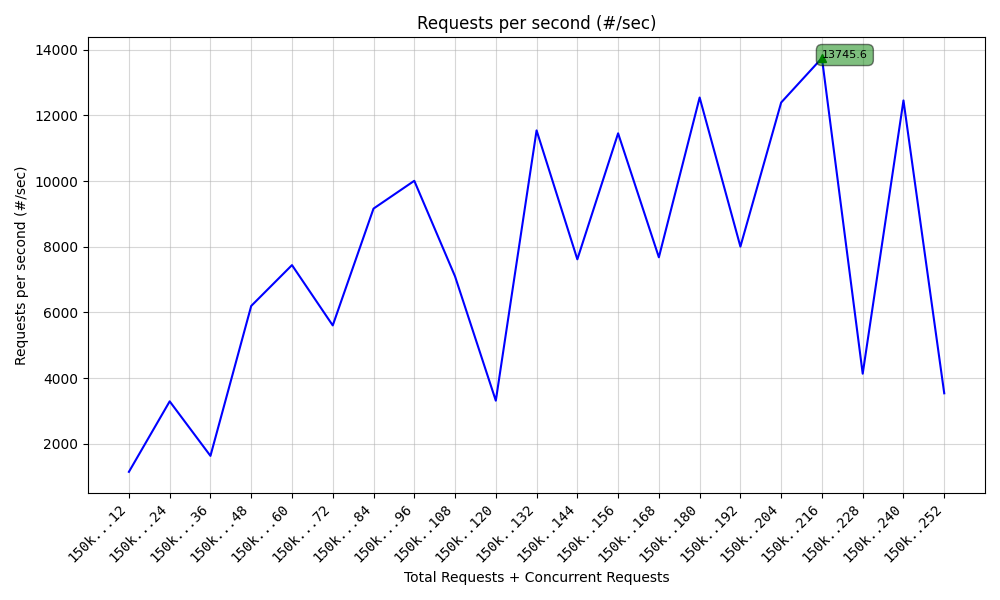 Requests per second (#/sec)
14000
12000
10000
8000
6000
4000
2000
Requests per second (#/sec)
13745.6
150k...12
150k...24
150k...36
150k...48
150k...60
150k...72
150k...84
150k...96
150k..108
150k..120
150k..132
150k..144
150k..156
150k..168
150k..180
150k..192
150k..204
150k..216
150k..228
150k..240
150k..252
Total Requests + Concurrent Requests